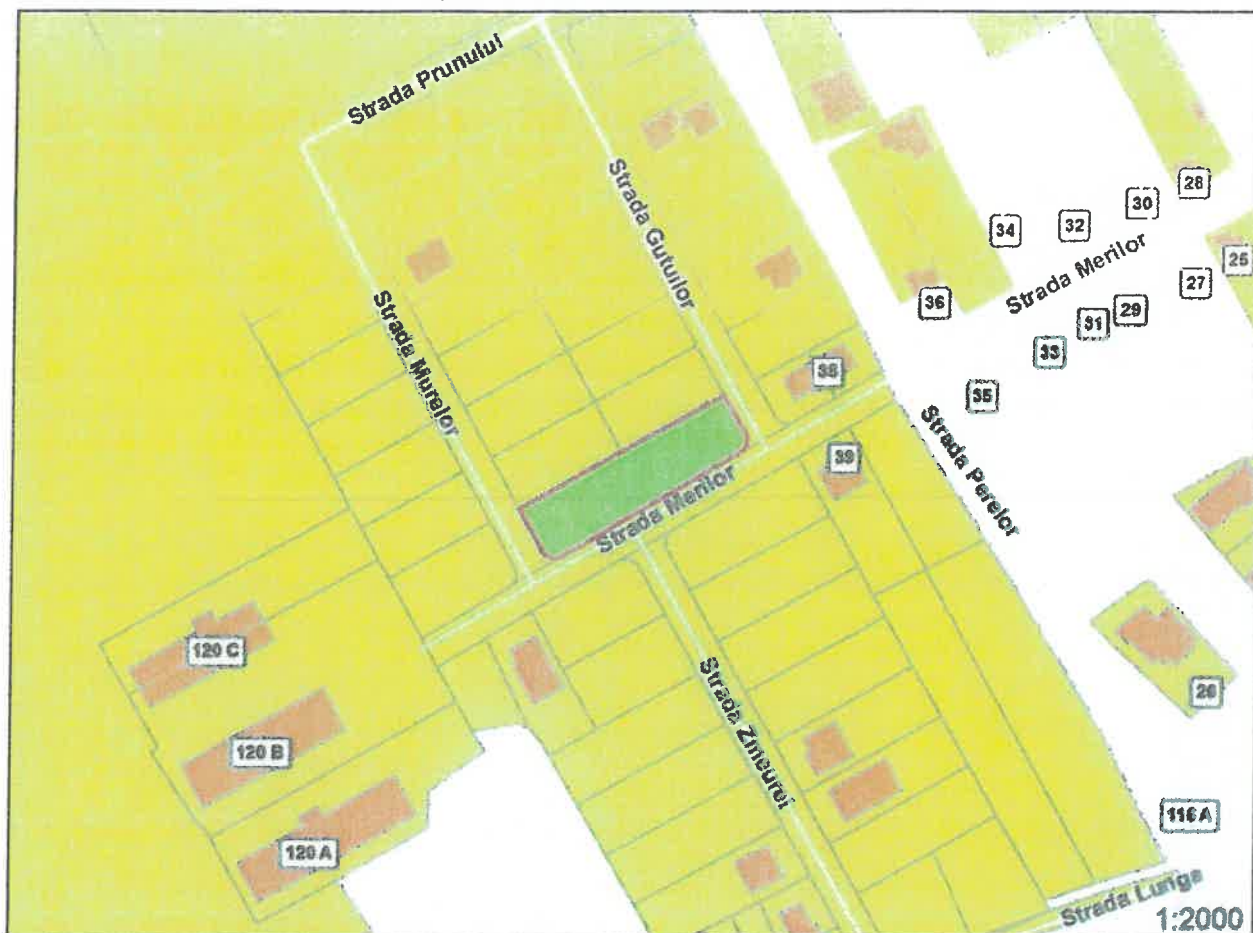 Strada Prunului
Strada Gutuilor
Strada Murelor
28
30
34
32
Strada Merilor
25
27
36
29
31
33
38
35
Strada Perelor
39
Strada Merilor
120 C
Strada Zmeurei
26
120 B
116 A
120 A
Strada Lunga
1:2000